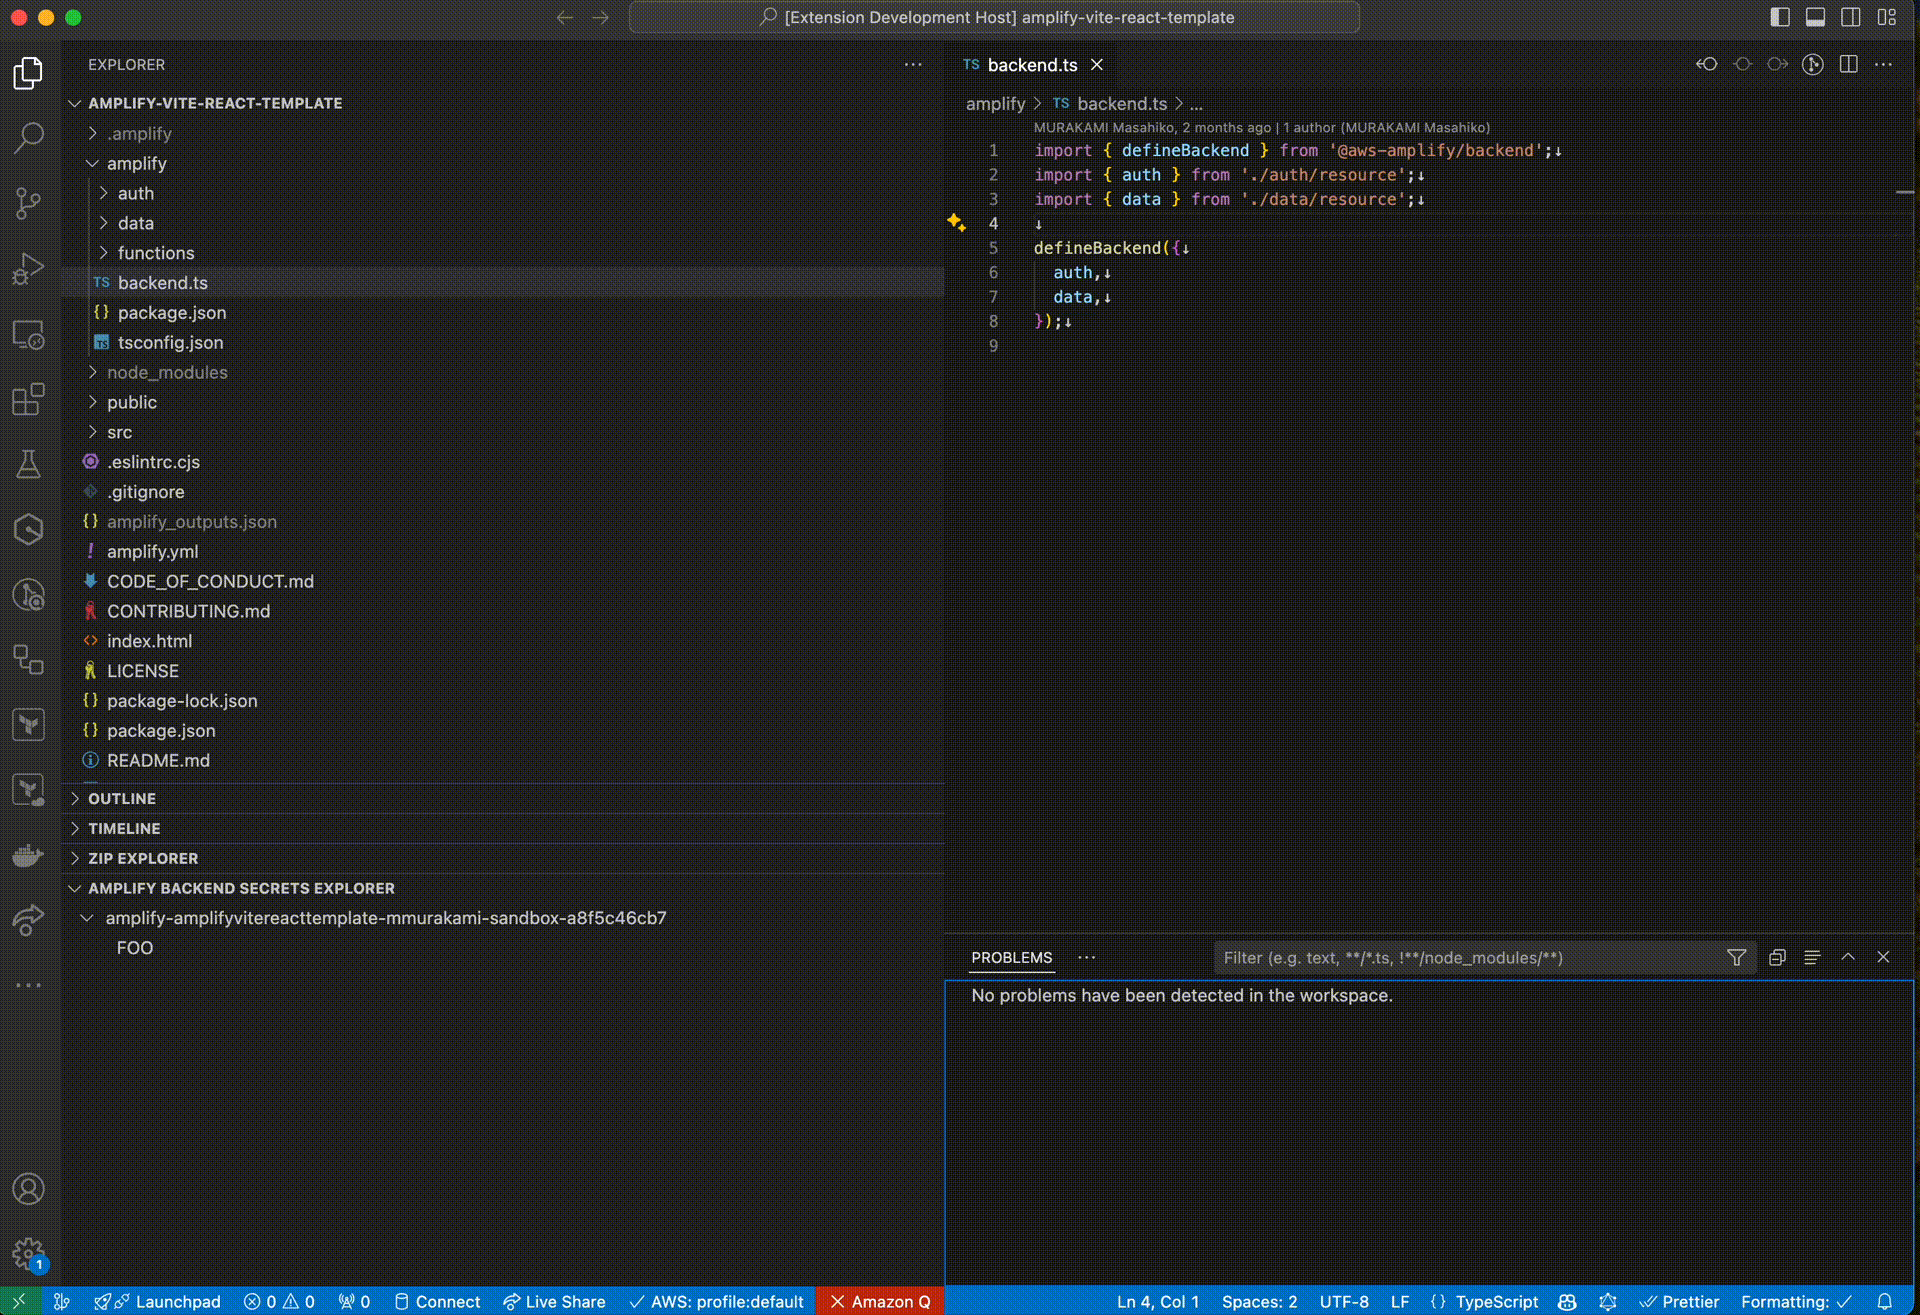 [Extension Development Host] amplify-vite-react-template
EXPLORER
AMPLIFY-VITE-REACT-TEMPLATE
.amplify
amplify
auth
data
functions
TS backend.ts
{} package.json
TS tsconfig.json
node_modules
public
src
.eslintrc.cjs
.gitignore
{} amplify_outputs.json
! amplify.yml
CODE_OF_CONDUCT.md
CONTRIBUTING.md
<> index.html
LICENSE
{} package-lock.json
{} package.json
README.md
OUTLINE
TIMELINE
ZIP EXPLORER
AMPLIFY BACKEND SECRETS EXPLORER
amplify-amplifyvitereacttemplate-mmurakami-sandbox-a8f5c46cb7
FOO
1
TS backend.ts
amplify > TS backend.ts > ...
MURAKAMI Masahiko, 2 months ago | 1 author (MURAKAMI Masahiko)
1 import { defineBackend } from '@aws-amplify/backend';↓
2 import { auth } from './auth/resource';↓
3 import { data } from './data/resource';↓
4 ↓
5 defineBackend({↓
6 auth,↓
7 data,↓
8 });↓
9
PROBLEMS
Filter (e.g. text, **/*.ts, !**/node_modules/**)
No problems have been detected in the workspace.
Launchpad 0 0 0 Connect Live Share AWS: profile:default Amazon Q Ln 4, Col 1 Spaces: 2 UTF-8 LF {} TypeScript Prettier Formatting: ✓